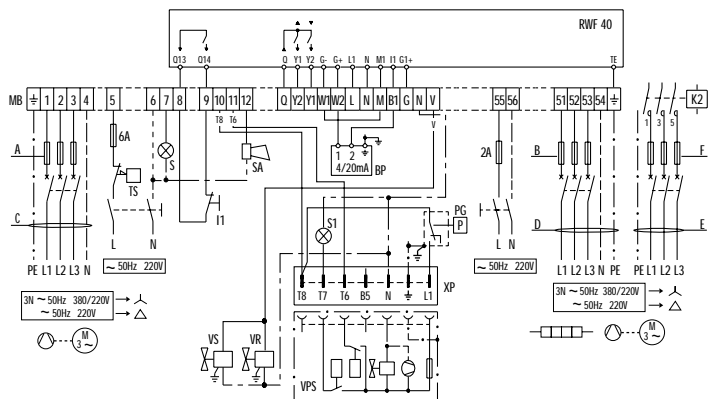 RWF 40
Q13 Q14 Q Y1 Y2 G- G+ L1 N M1 I1 G1+ TE
MB 1 2 3 4 5 6 7 8 9 10 11 12 Q Y2 Y1 W1 W2 L N M B1 G N V 55 56 51 52 53 54 K2
T8 T6 V
1 3 5
A 6A S SA 1 2 2A B F
4/20mA BP
TS
I1 PG
P
C S1 D E
L N L N
PE L1 L2 L3 N L1 L2 L3 N PE PE L1 L2 L3
~ 50Hz 220V ~ 50Hz 220V
T8 T7 T6 B5 N L1 XP
3N ~ 50Hz 380/220V 3N ~ 50Hz 380/220V
~ 50Hz 220V ~ 50Hz 220V
M
3 ~
M
3 ~
VS VR
VPS